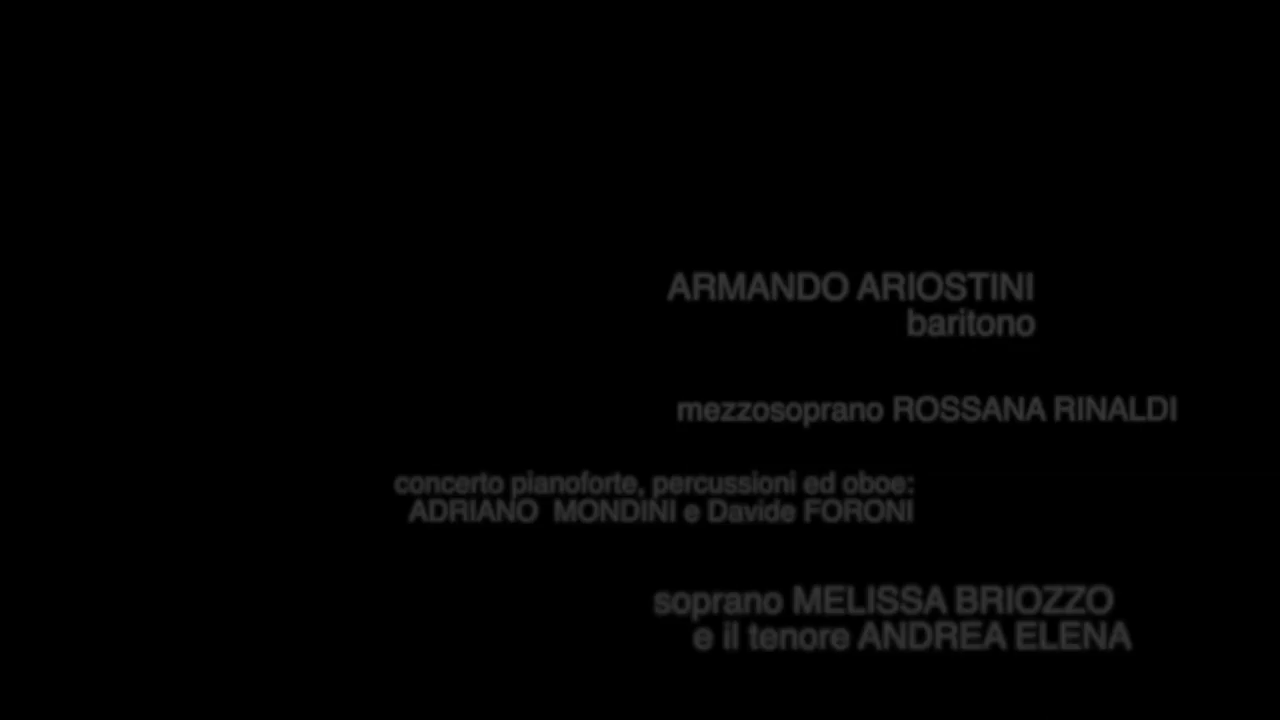 ARMANDO ARIOSTINI
baritono
mezzosoprano ROSSANA RINALDI
concerto pianoforte, percussioni ed oboe:
ADRIANO  MONDINI e Davide FORONI
soprano MELISSA BRIOZZO
e il tenore ANDREA ELENA